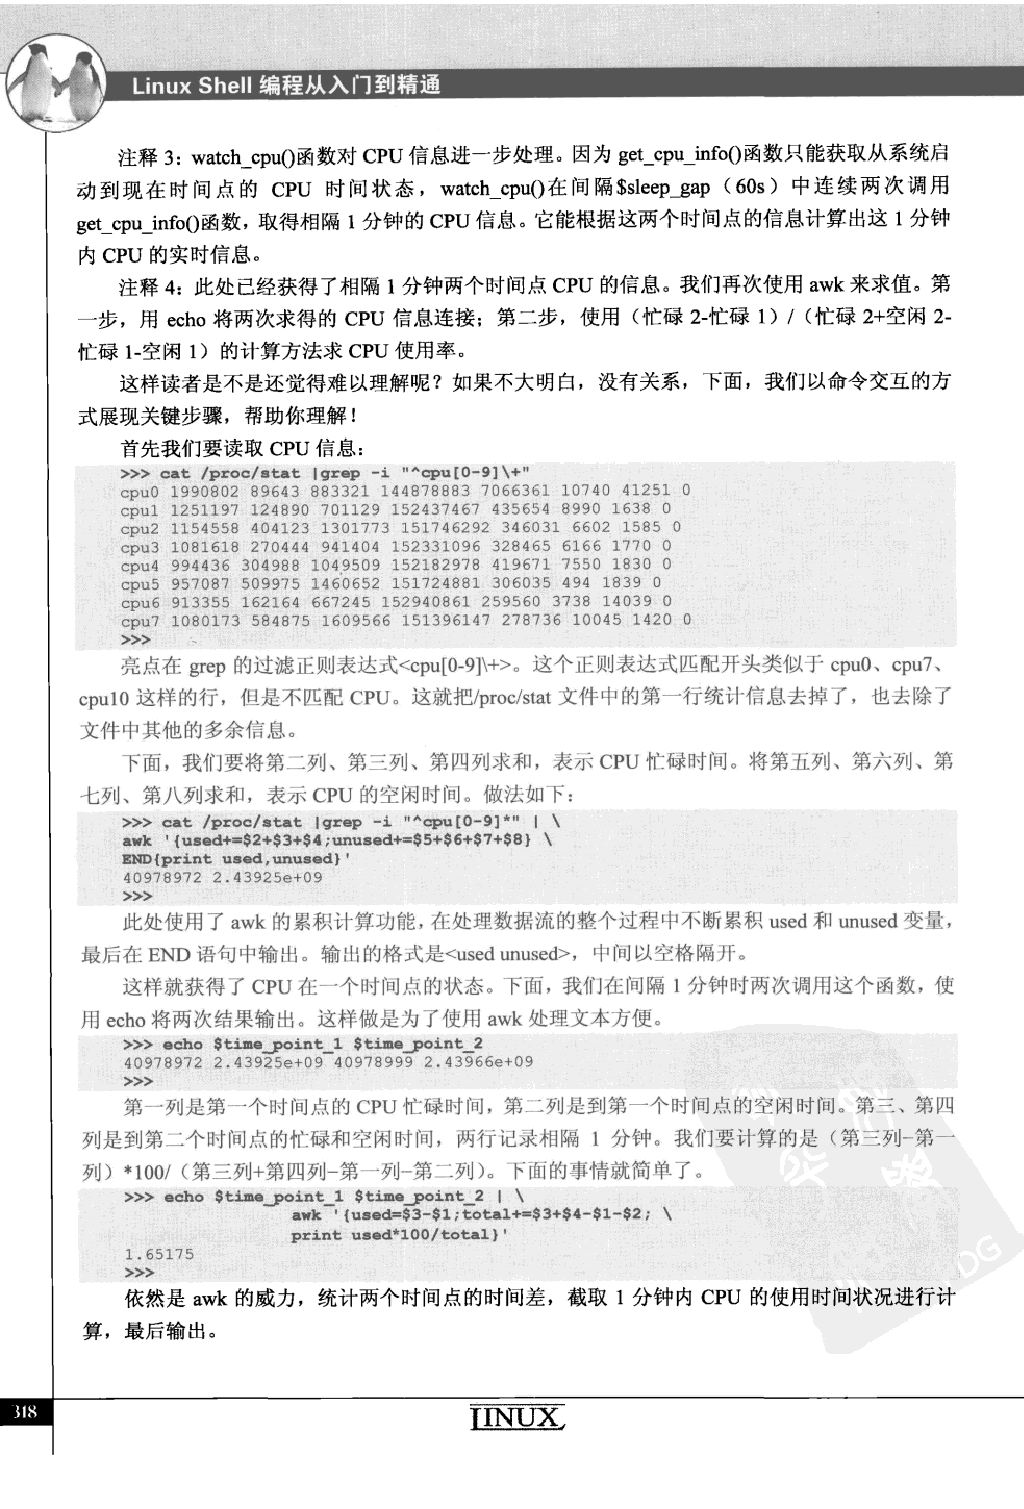 Linux Shell 编程从入门到精通
注释 3：watch_cpu()函数对 CPU 信息进一步处理。因为 get_cpu_info()函数只能获取从系统启
动到现在时间点的 CPU 时间状态，watch_cpu()在间隔$sleep_gap（60s）中连续两次调用
get_cpu_info()函数，取得相隔 1 分钟的 CPU 信息。它能根据这两个时间点的信息计算出这 1 分钟
内 CPU 的实时信息。
注释 4：此处已经获得了相隔 1 分钟两个时间点 CPU 的信息。我们再次使用 awk 来求值。第
一步，用 echo 将两次求得的 CPU 信息连接；第二步，使用（忙碌 2-忙碌 1）/（忙碌 2+空闲 2-
忙碌 1-空闲 1）的计算方法求 CPU 使用率。
这样读者是不是还觉得难以理解呢？如果不大明白，没有关系，下面，我们以命令交互的方
式展现关键步骤，帮助你理解！
首先我们要读取 CPU 信息：
>>> cat /proc/stat |grep -i "^cpu[0-9]\+"
cpu0 1990802 89643 883321 144878883 7066361 10740 41251 0
cpu1 1251197 124890 701129 152437467 435654 8990 1638 0
cpu2 1154558 404123 1301773 151746292 346031 6602 1585 0
cpu3 1081618 270444 941404 152331096 328465 6166 1770 0
cpu4 994436 304988 1049509 152182978 419671 7550 1830 0
cpu5 957087 509975 1460652 151724881 306035 494 1839 0
cpu6 913355 162164 667245 152940861 259560 3738 14039 0
cpu7 1080173 584875 1609566 151396147 278736 10045 1420 0
>>>
亮点在 grep 的过滤正则表达式<cpu[0-9]\+>。这个正则表达式匹配开头类似于 cpu0、cpu7、
cpu10 这样的行，但是不匹配 CPU。这就把/proc/stat 文件中的第一行统计信息去掉了，也去除了
文件中其他的多余信息。
下面，我们要将第二列、第三列、第四列求和，表示 CPU 忙碌时间。将第五列、第六列、第
七列、第八列求和，表示 CPU 的空闲时间。做法如下：
>>> cat /proc/stat |grep -i "^cpu[0-9]*" | \
awk '{used+=$2+$3+$4;unused+=$5+$6+$7+$8} \
END{print used,unused}'
40978972 2.43925e+09
>>>
此处使用了 awk 的累积计算功能，在处理数据流的整个过程中不断累积 used 和 unused 变量，
最后在 END 语句中输出。输出的格式是<used unused>，中间以空格隔开。
这样就获得了 CPU 在一个时间点的状态。下面，我们在间隔 1 分钟时两次调用这个函数，使
用 echo 将两次结果输出。这样做是为了使用 awk 处理文本方便。
>>> echo $time_point_1 $time_point_2
40978972 2.43925e+09 40978999 2.43966e+09
>>>
第一列是第一个时间点的 CPU 忙碌时间，第二列是到第一个时间点的空闲时间。第三、第四
列是到第二个时间点的忙碌和空闲时间，两行记录相隔 1 分钟。我们要计算的是（第三列-第一
列）*100/（第三列+第四列-第一列-第二列）。下面的事情就简单了。
>>> echo $time_point_1 $time_point_2 | \
awk '{used=$3-$1;total+=$3+$4-$1-$2; \
print used*100/total}'
1.65175
>>>
依然是 awk 的威力，统计两个时间点的时间差，截取 1 分钟内 CPU 的使用时间状况进行计
算，最后输出。
318
LINUX